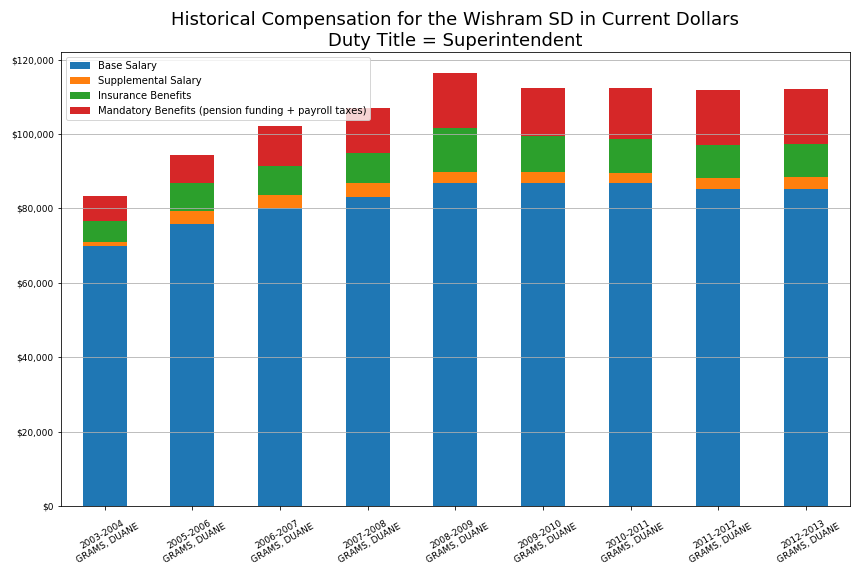 Historical Compensation for the Wishram SD in Current Dollars
Duty Title = Superintendent
$120,000
$100,000
$80,000
$60,000
$40,000
$20,000
$0
Base Salary
Supplemental Salary
Insurance Benefits
Mandatory Benefits (pension funding + payroll taxes)
2003-2004
GRAMS, DUANE
2005-2006
GRAMS, DUANE
2006-2007
GRAMS, DUANE
2007-2008
GRAMS, DUANE
2008-2009
GRAMS, DUANE
2009-2010
GRAMS, DUANE
2010-2011
GRAMS, DUANE
2011-2012
GRAMS, DUANE
2012-2013
GRAMS, DUANE